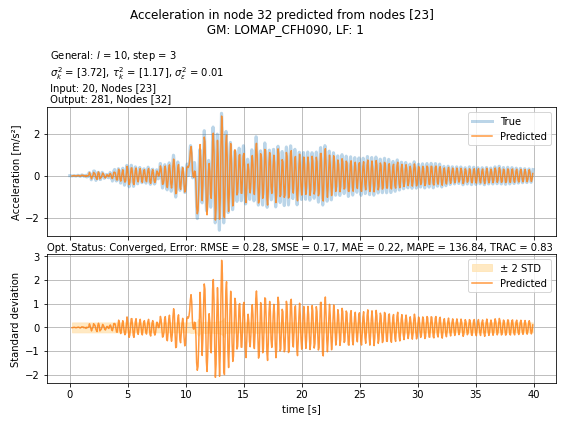 Acceleration in node 32 predicted from nodes [23]
GM: LOMAP_CFH090, LF: 1
General: l = 10, step = 3
σ²ₖ = [3.72], τ²ₖ = [1.17], σ²ε = 0.01
Input: 20, Nodes [23]
Output: 281, Nodes [32]
True
Predicted
Acceleration [m/s²]
2
0
−2
Opt. Status: Converged, Error: RMSE = 0.28, SMSE = 0.17, MAE = 0.22, MAPE = 136.84, TRAC = 0.83
± 2 STD
Predicted
Standard deviation
3
2
1
0
−1
−2
0 5 10 15 20 25 30 35 40
time [s]